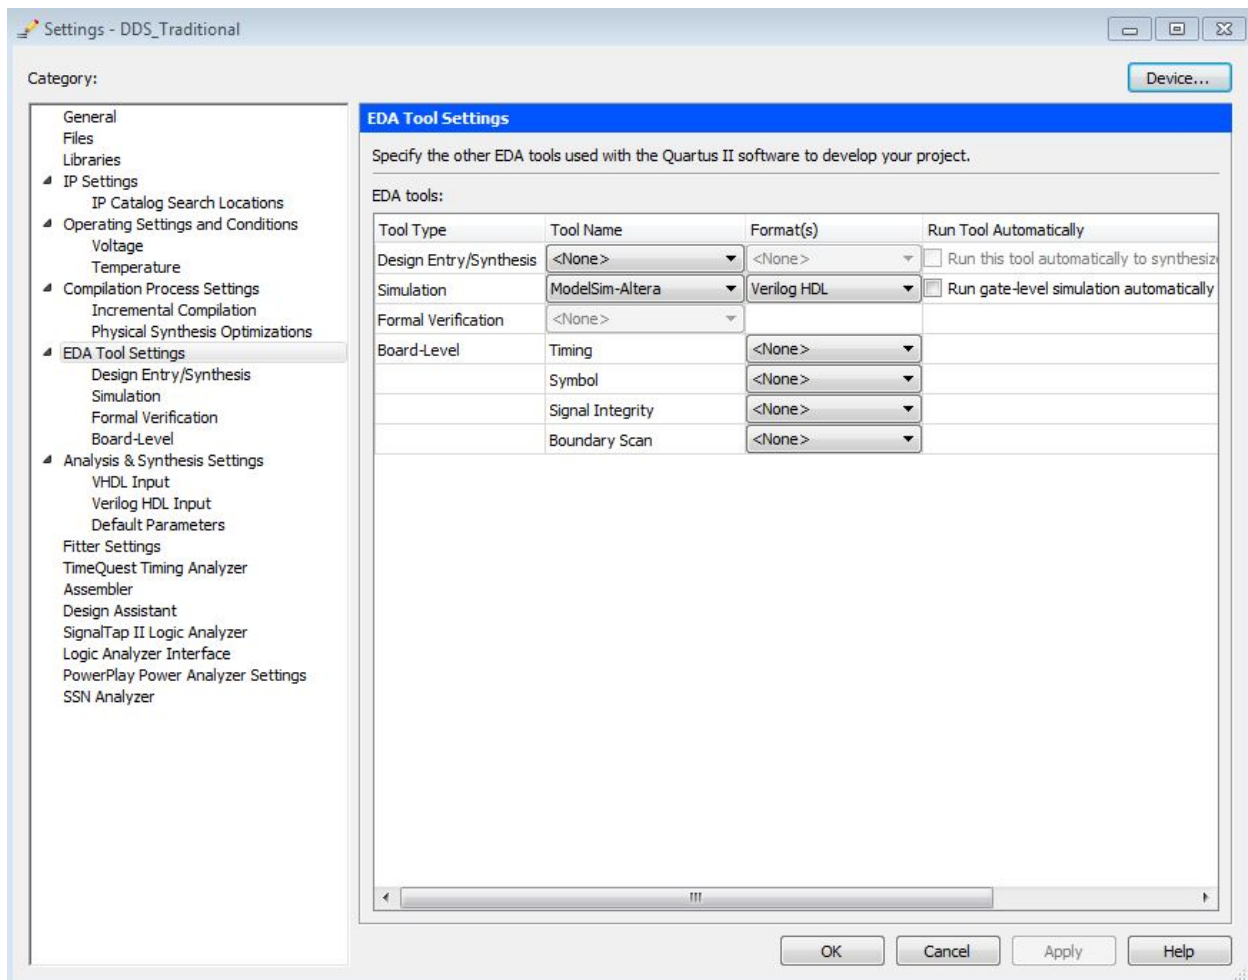 Settings - DDS_Traditional
Category:
Device...
General
Files
Libraries
IP Settings
IP Catalog Search Locations
Operating Settings and Conditions
Voltage
Temperature
Compilation Process Settings
Incremental Compilation
Physical Synthesis Optimizations
EDA Tool Settings
Design Entry/Synthesis
Simulation
Formal Verification
Board-Level
Analysis & Synthesis Settings
VHDL Input
Verilog HDL Input
Default Parameters
Fitter Settings
TimeQuest Timing Analyzer
Assembler
Design Assistant
SignalTap II Logic Analyzer
Logic Analyzer Interface
PowerPlay Power Analyzer Settings
SSN Analyzer
EDA Tool Settings
Specify the other EDA tools used with the Quartus II software to develop your project.
EDA tools:
Tool Type Tool Name Format(s) Run Tool Automatically
Design Entry/Synthesis <None> <None> Run this tool automatically to synthesiz
Simulation ModelSim-Altera Verilog HDL Run gate-level simulation automatically
Formal Verification <None>
Board-Level Timing <None>
Symbol <None>
Signal Integrity <None>
Boundary Scan <None>
OK Cancel Apply Help